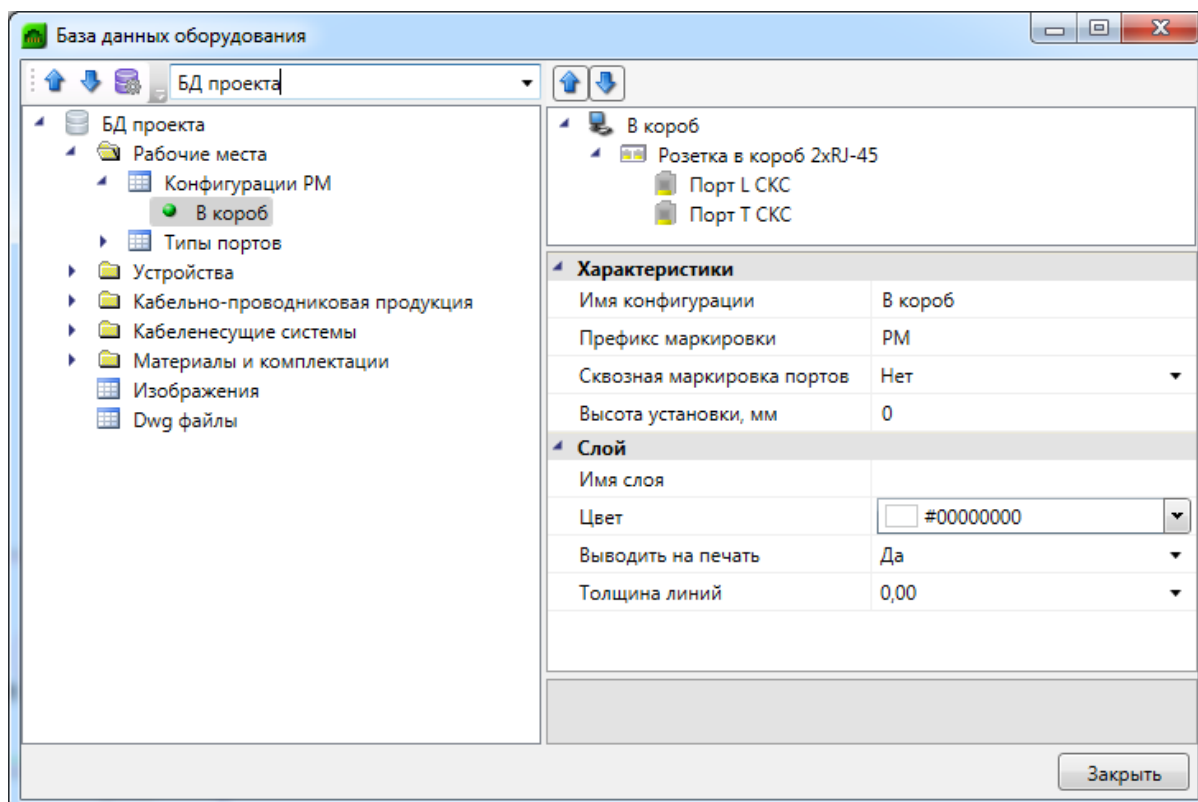 База данных оборудования
БД проекта
БД проекта
Рабочие места
Конфигурации РМ
В короб
Типы портов
Устройства
Кабельно-проводниковая продукция
Кабеленесущие системы
Материалы и комплектации
Изображения
Dwg файлы
В короб
Розетка в короб 2xRJ-45
Порт L СКС
Порт T СКС
Характеристики
Имя конфигурации В короб
Префикс маркировки РМ
Сквозная маркировка портов Нет
Высота установки, мм 0
Слой
Имя слоя
Цвет #00000000
Выводить на печать Да
Толщина линий 0,00
Закрыть